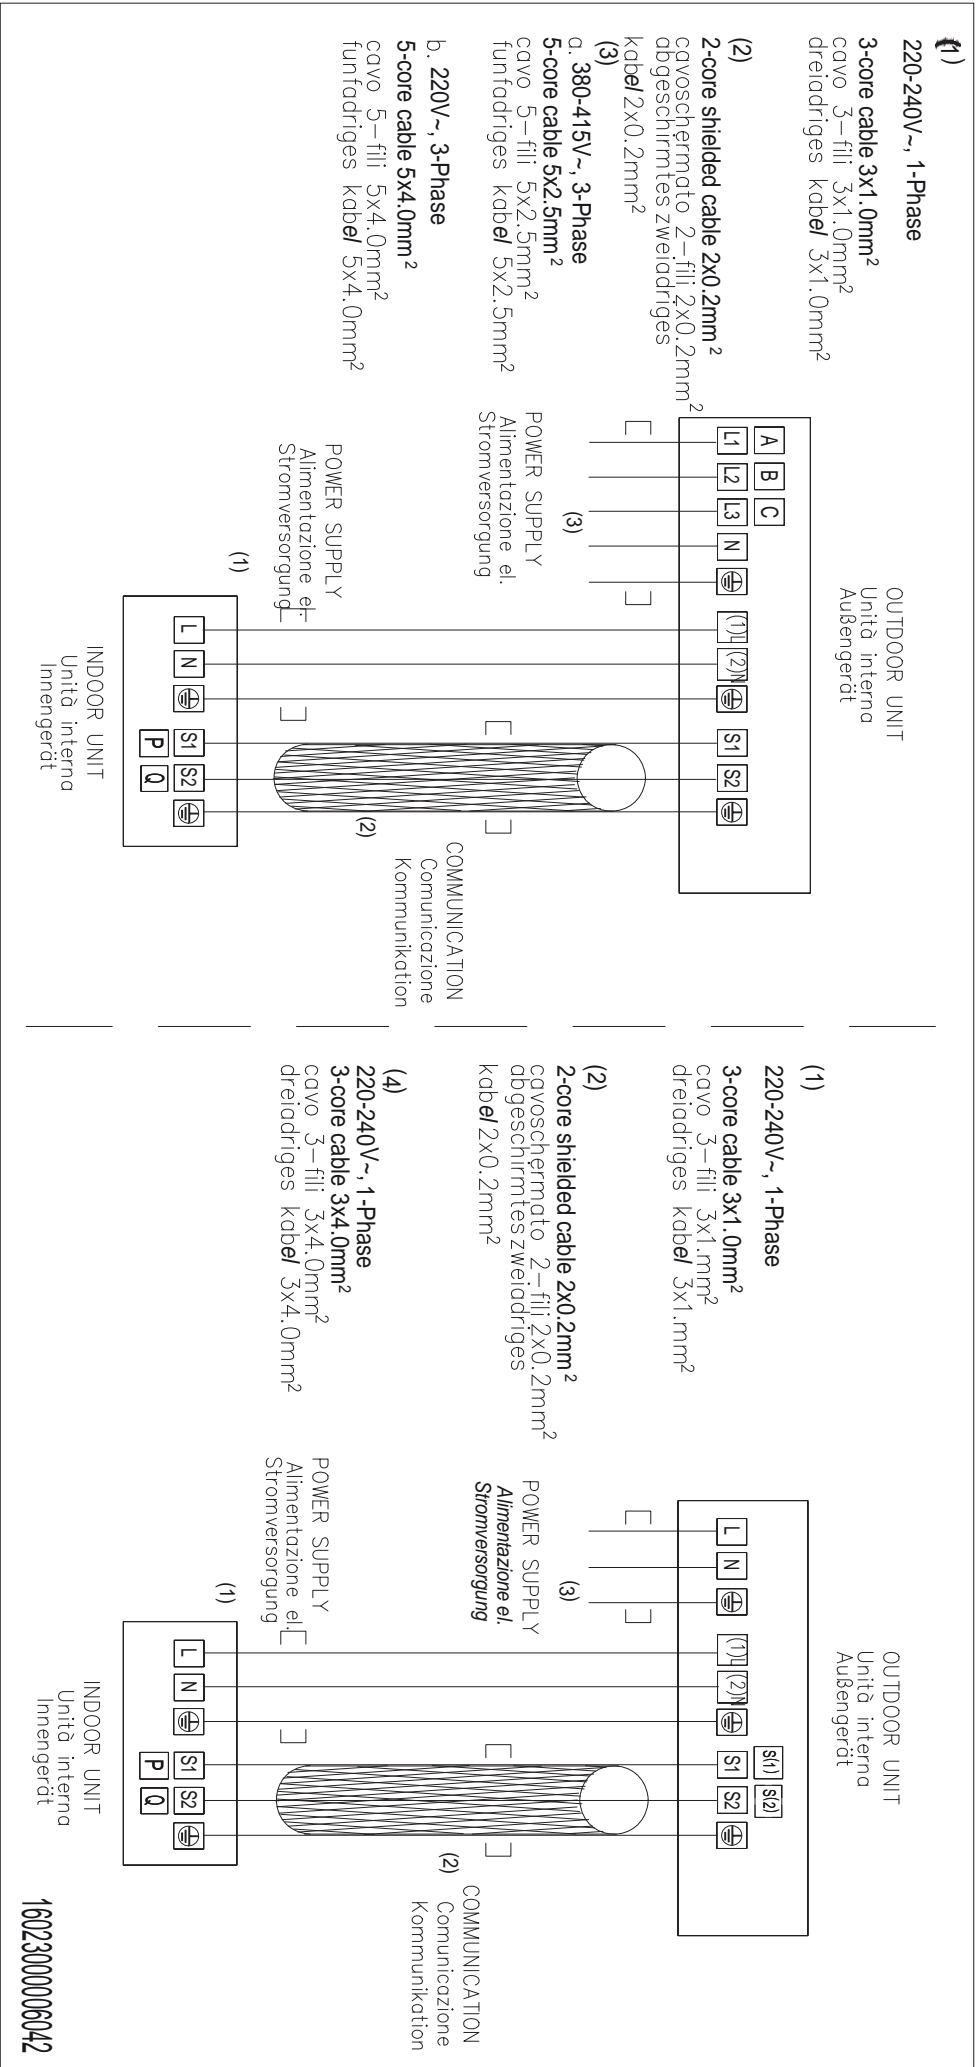 (1)
220-240V~, 1-Phase
3-core cable 3x1.0mm²
cavo 3-fili 3x1.0mm²
dreiadriges kabel 3x1.0mm²
(2)
2-core shielded cable 2x0.2mm²
cavoschermato 2-fili 2x0.2mm²
abgeschirmtes zweiadriges
kabel 2x0.2mm²
(3)
a. 380-415V~, 3-Phase
5-core cable 5x2.5mm²
cavo 5-fili 5x2.5mm²
funfadriges kabel 5x2.5mm²
b. 220V~, 3-Phase
5-core cable 5x4.0mm²
cavo 5-fili 5x4.0mm²
funfadriges kabel 5x4.0mm²
OUTDOOR UNIT
Unità interna
Außengerät
A B C
L1 L2 L3 N (1)L (2)N S1 S2
(3)
POWER SUPPLY
Alimentazione el.
Stromversorgung
POWER SUPPLY
Alimentazione el.
Stromversorgung
(1)
(2)
COMMUNICATION
Comunicazione
Kommunikation
L N S1 S2
P Q
INDOOR UNIT
Unità interna
Innengerät
(1)
220-240V~, 1-Phase
3-core cable 3x1.0mm²
cavo 3-fili 3x1.mm²
dreiadriges kabel 3x1.mm²
(2)
2-core shielded cable 2x0.2mm²
cavoschermato 2-fili 2x0.2mm²
abgeschirmtes zweiadriges
kabel 2x0.2mm²
(4)
220-240V~, 1-Phase
3-core cable 3x4.0mm²
cavo 3-fili 3x4.0mm²
dreiadriges kabel 3x4.0mm²
OUTDOOR UNIT
Unità interna
Außengerät
S(1) S(2)
L N (1)L (2)N S1 S2
(3)
POWER SUPPLY
Alimentazione el.
Stromversorgung
POWER SUPPLY
Alimentazione el.
Stromversorgung
(1)
(2)
COMMUNICATION
Comunicazione
Kommunikation
L N S1 S2
P Q
INDOOR UNIT
Unità interna
Innengerät
16023000006042